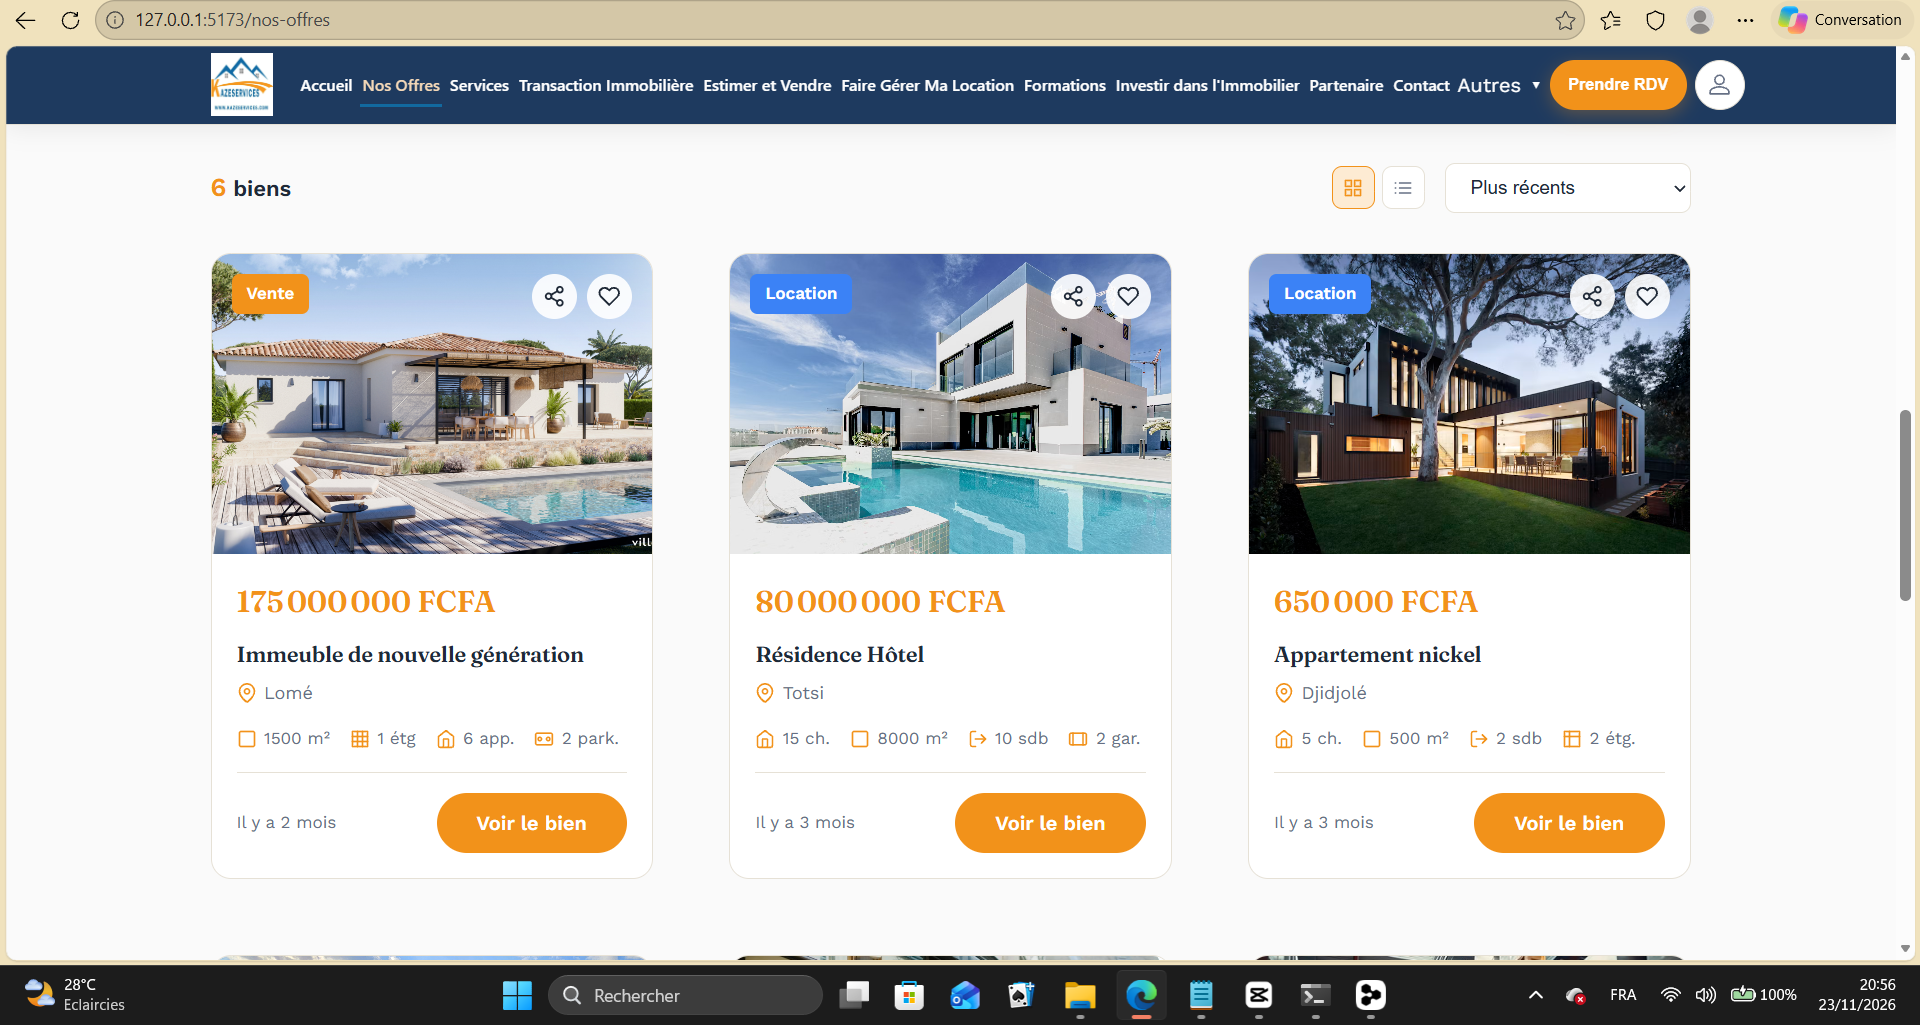 127.0.0.1:5173/nos-offres
Conversation
KAZESERVICES
WWW.KAZESERVICES.COM
Accueil Nos Offres Services Transaction Immobilière Estimer et Vendre Faire Gérer Ma Location Formations Investir dans l'Immobilier Partenaire Contact Autres Prendre RDV
6 biens
Plus récents
Vente
Location
Location
vill
175 000 000 FCFA
Immeuble de nouvelle génération
Lomé
1500 m² 1 étg 6 app. 2 park.
Il y a 2 mois
Voir le bien
80 000 000 FCFA
Résidence Hôtel
Totsi
15 ch. 8000 m² 10 sdb 2 gar.
Il y a 3 mois
Voir le bien
650 000 FCFA
Appartement nickel
Djidjolé
5 ch. 500 m² 2 sdb 2 étg.
Il y a 3 mois
Voir le bien
28°C
Eclaircies
Rechercher
FRA
100%
20:56
23/11/2026